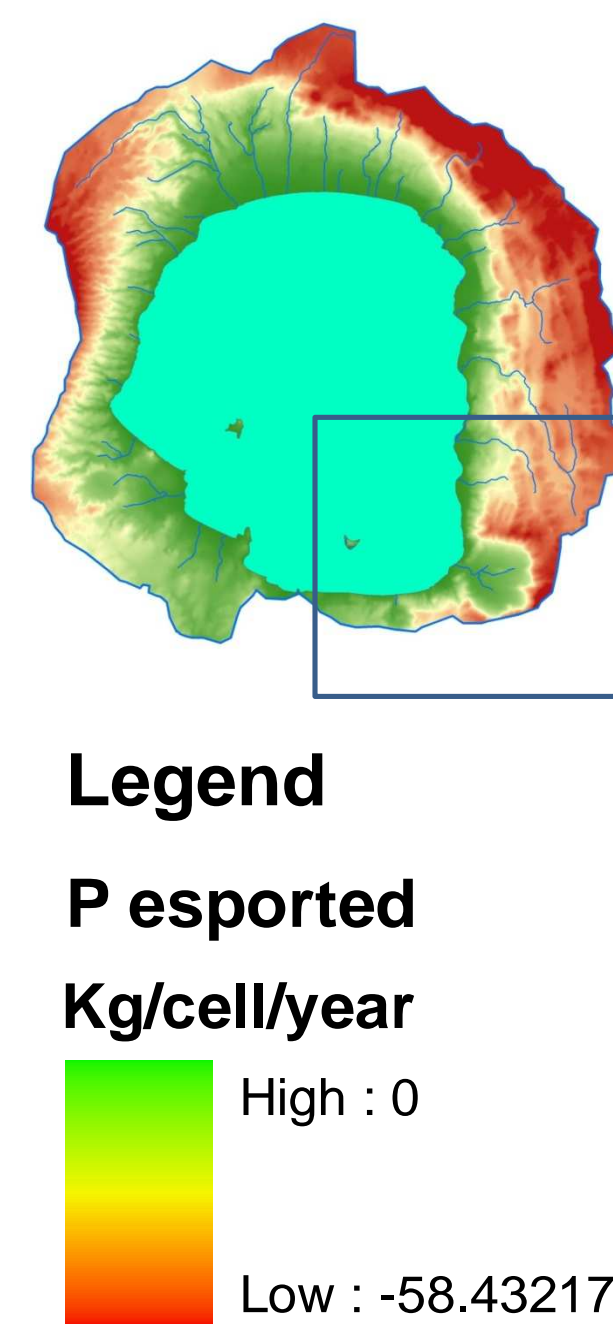 Legend
P esported
Kg/cell/year
High : 0
Low : -58.43217